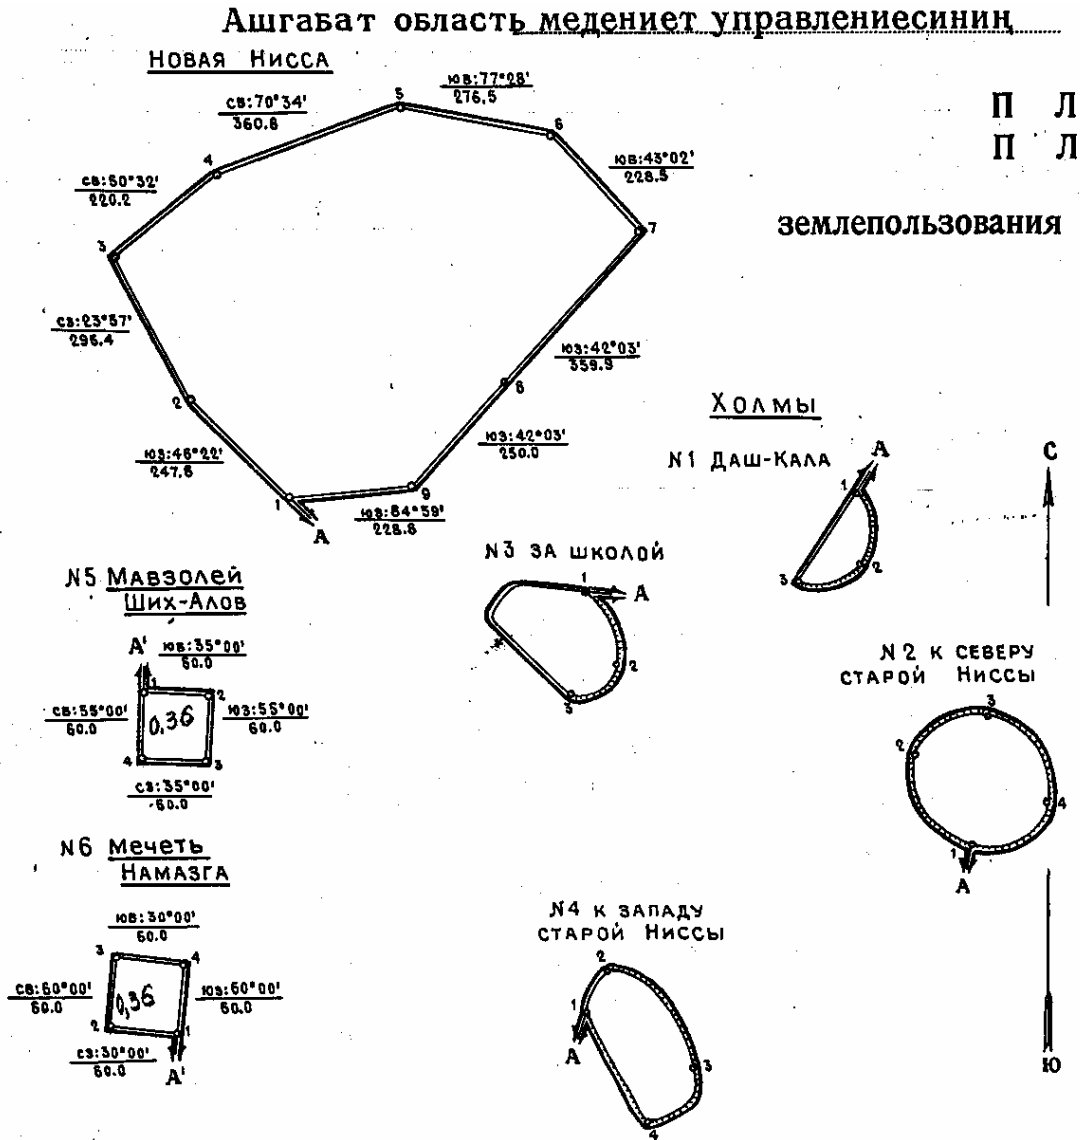 Ашгабат область медениет управлениесиниң
НОВАЯ НИССА
П Л
П Л
землепользования
св:70°34'
360.8
юв:77°28'
276.5
св:50°32'
220.2
юв:43°02'
228.5
сз:23°57'
295.4
юз:42°03'
359.9
юз:46°22'
247.6
юз:42°03'
250.0
юз:84°59'
228.8
1
2
3
4
5
6
7
8
9
А
ХОЛМЫ
N1 ДАШ-КАЛА
А
1
2
3
С
N3 ЗА ШКОЛОЙ
1
А
2
3
N5 МАВЗОЛЕЙ
ШИХ-АЛОВ
А'
юв:35°00'
60.0
св:55°00'
60.0
0,36
юз:55°00'
60.0
1
2
3
4
сз:35°00'
60.0
N2 К СЕВЕРУ
СТАРОЙ НИССЫ
3
2
4
1
А
N6 МЕЧЕТЬ
НАМАЗГА
юв:30°00'
60.0
3
4
св:60°00'
60.0
0,36
юз:60°00'
60.0
2
1
сз:30°00'
60.0
А'
N4 К ЗАПАДУ
СТАРОЙ НИССЫ
2
1
А
3
4
Ю